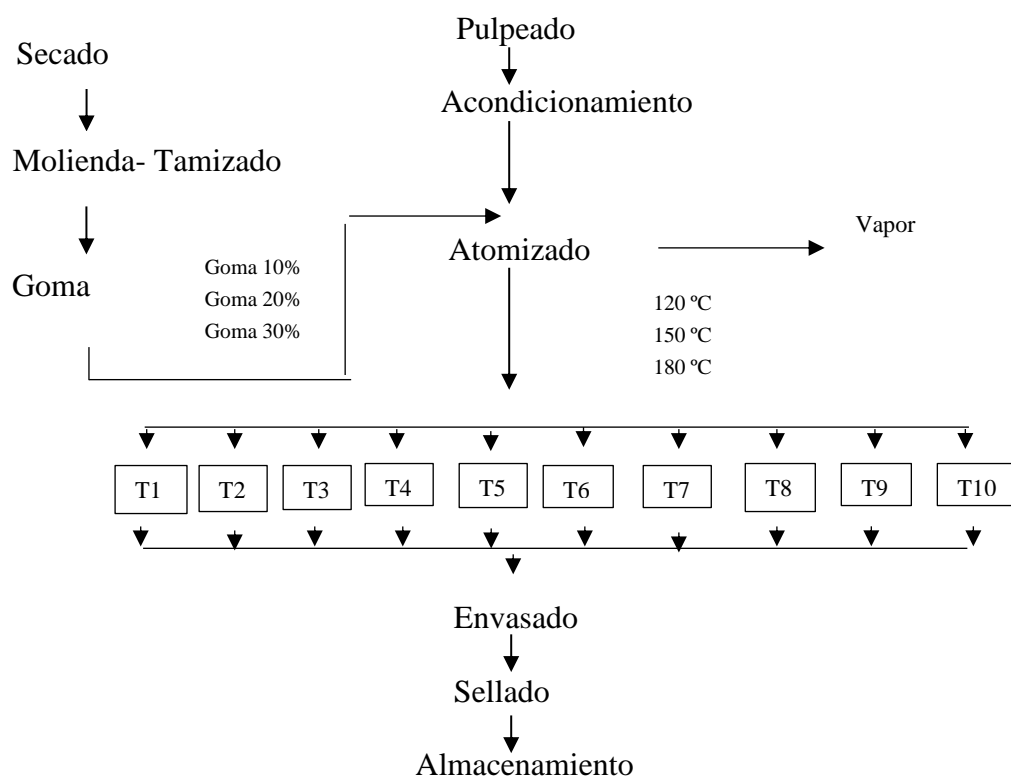 Secado
Molienda- Tamizado
Goma
Goma 10%
Goma 20%
Goma 30%
Pulpeado
Acondicionamiento
Atomizado
Vapor
120 ºC
150 ºC
180 ºC
T1 T2 T3 T4 T5 T6 T7 T8 T9 T10
Envasado
Sellado
Almacenamiento